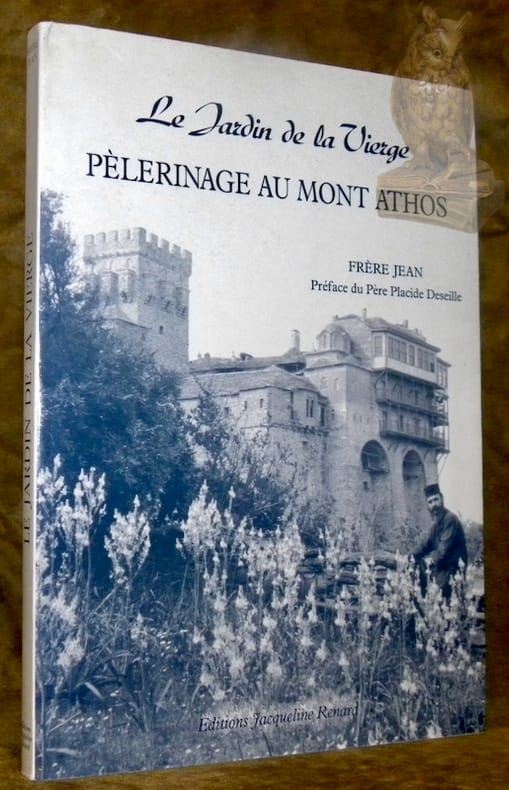 Le Jardin de la Vierge
PÈLERINAGE AU MONT ATHOS
FRÈRE JEAN
Préface du Père Placide Deseille
Editions Jacqueline Renard
LE JARDIN DE LA VIERGE